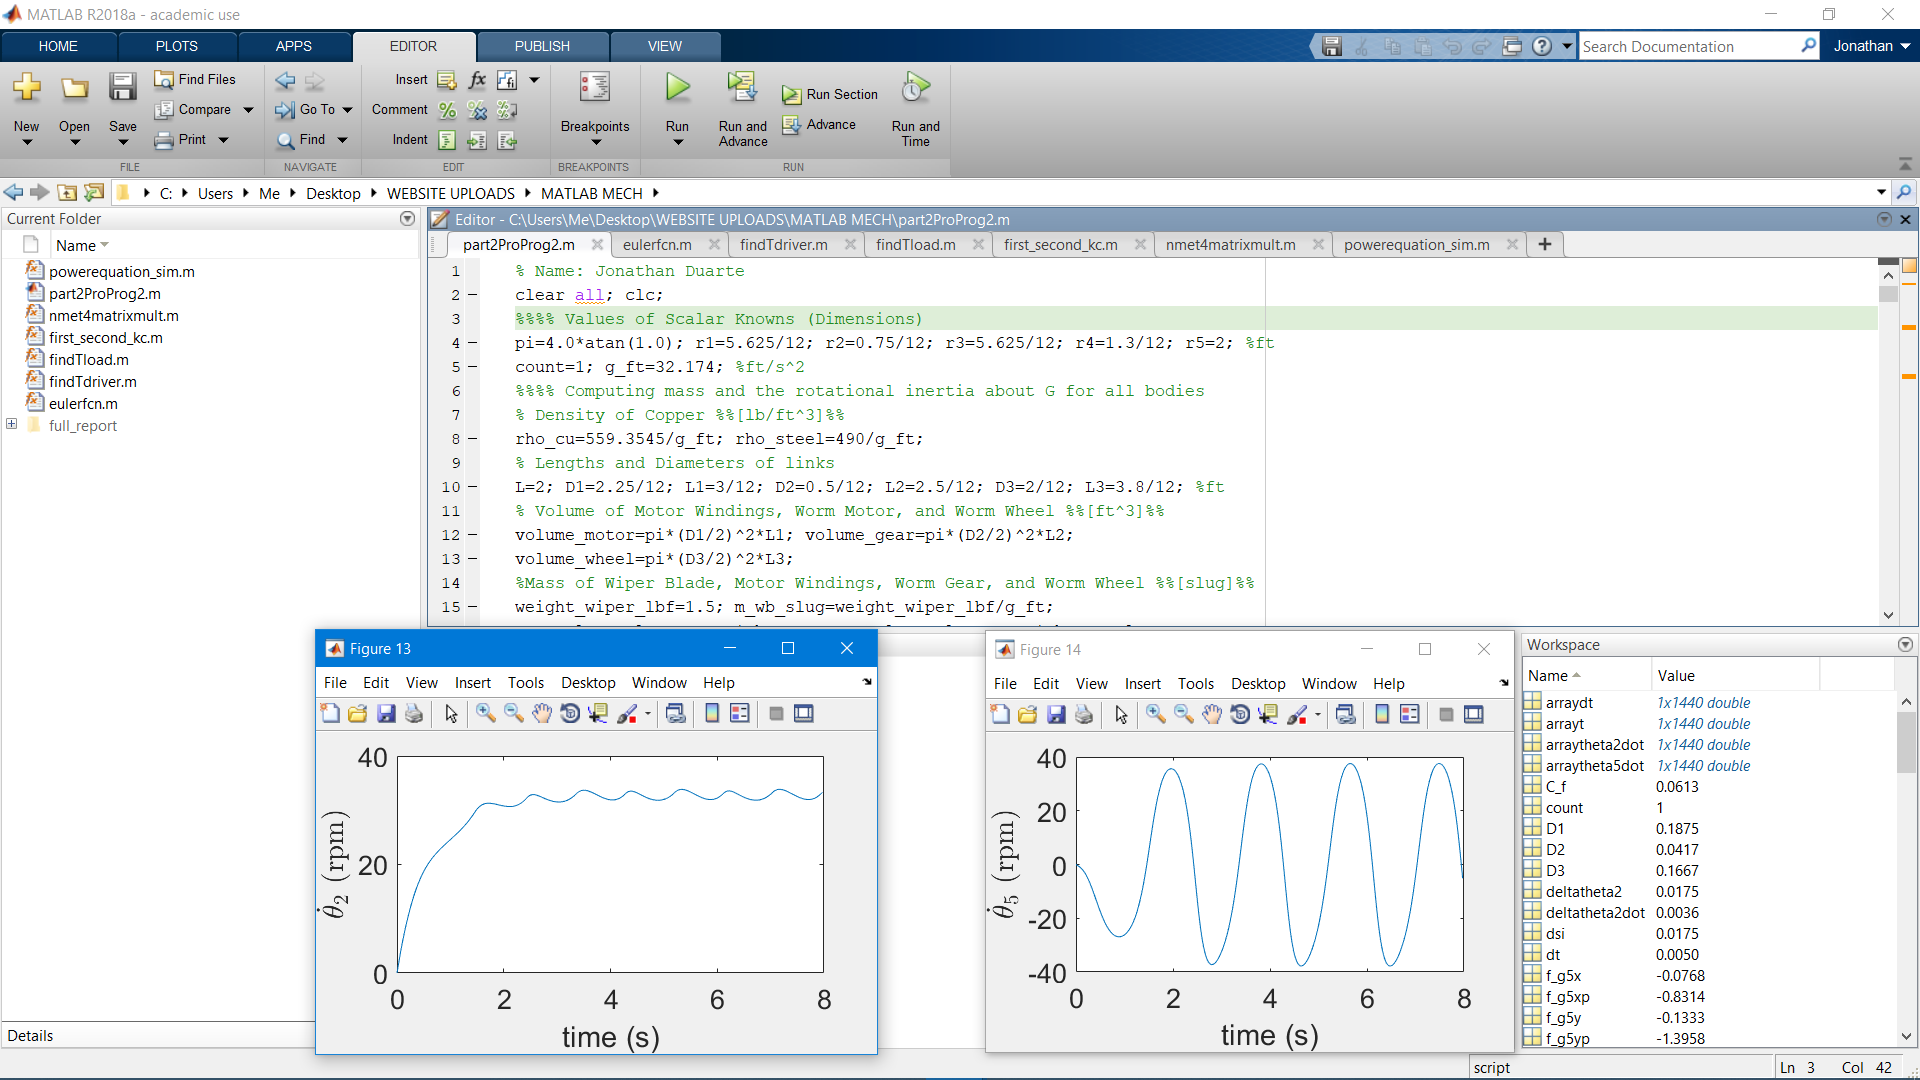 MATLAB R2018a - academic use
HOME PLOTS APPS EDITOR PUBLISH VIEW
Search Documentation
Jonathan
New Open Save
Find Files
Compare
Print
FILE
Go To
Find
NAVIGATE
Insert
Comment
Indent
EDIT
Breakpoints
BREAKPOINTS
Run
Run and Advance
Run Section
Advance
Run and Time
RUN
C: Users Me Desktop WEBSITE UPLOADS MATLAB MECH
Current Folder
Name
powerequation_sim.m
part2ProProg2.m
nmet4matrixmult.m
first_second_kc.m
findTload.m
findTdriver.m
eulerfcn.m
full_report
Details
Editor - C:\Users\Me\Desktop\WEBSITE UPLOADS\MATLAB MECH\part2ProProg2.m
part2ProProg2.m eulerfcn.m findTdriver.m findTload.m first_second_kc.m nmet4matrixmult.m powerequation_sim.m
1 % Name: Jonathan Duarte
2 clear all; clc;
3 %%%% Values of Scalar Knowns (Dimensions)
4 pi=4.0*atan(1.0); r1=5.625/12; r2=0.75/12; r3=5.625/12; r4=1.3/12; r5=2; %ft
5 count=1; g_ft=32.174; %ft/s^2
6 %%%% Computing mass and the rotational inertia about G for all bodies
7 % Density of Copper %%[lb/ft^3]%%
8 rho_cu=559.3545/g_ft; rho_steel=490/g_ft;
9 % Lengths and Diameters of links
10 L=2; D1=2.25/12; L1=3/12; D2=0.5/12; L2=2.5/12; D3=2/12; L3=3.8/12; %ft
11 % Volume of Motor Windings, Worm Motor, and Worm Wheel %%[ft^3]%%
12 volume_motor=pi*(D1/2)^2*L1; volume_gear=pi*(D2/2)^2*L2;
13 volume_wheel=pi*(D3/2)^2*L3;
14 %Mass of Wiper Blade, Motor Windings, Worm Gear, and Worm Wheel %%[slug]%%
15 weight_wiper_lbf=1.5; m_wb_slug=weight_wiper_lbf/g_ft;
Figure 13
File Edit View Insert Tools Desktop Window Help
40
20
0
θ̇₂ (rpm)
0 2 4 6 8
time (s)
Figure 14
File Edit View Insert Tools Desktop Window Help
40
20
0
-20
-40
θ̇₅ (rpm)
0 2 4 6 8
time (s)
Workspace
Name Value
arraydt 1x1440 double
arrayt 1x1440 double
arraytheta2dot 1x1440 double
arraytheta5dot 1x1440 double
C_f 0.0613
count 1
D1 0.1875
D2 0.0417
D3 0.1667
deltatheta2 0.0175
deltatheta2dot 0.0036
dsi 0.0175
dt 0.0050
f_g5x -0.0768
f_g5xp -0.8314
f_g5y -0.1333
f_g5yp -1.3958
script
Ln 3 Col 42